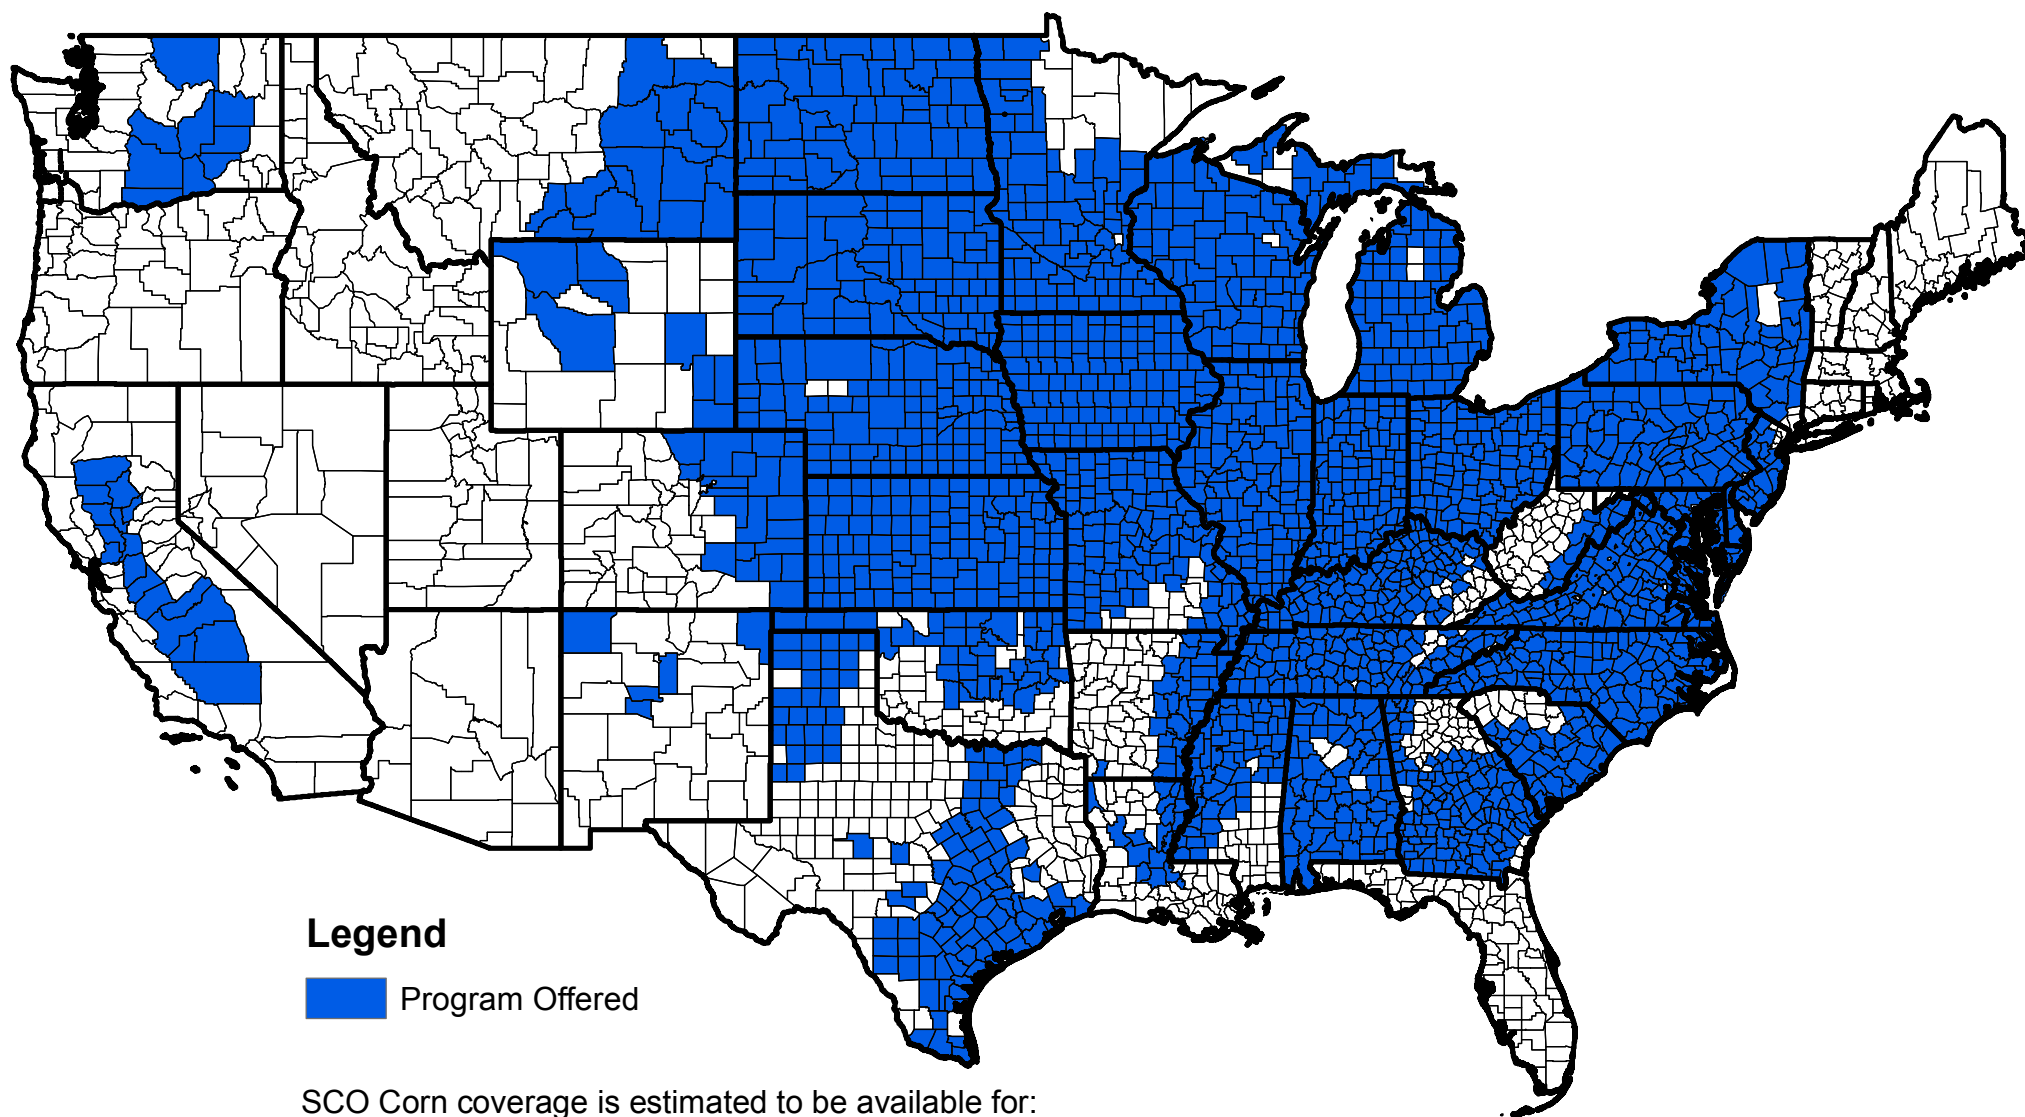 Legend
Program Offered
SCO Corn coverage is estimated to be available for: